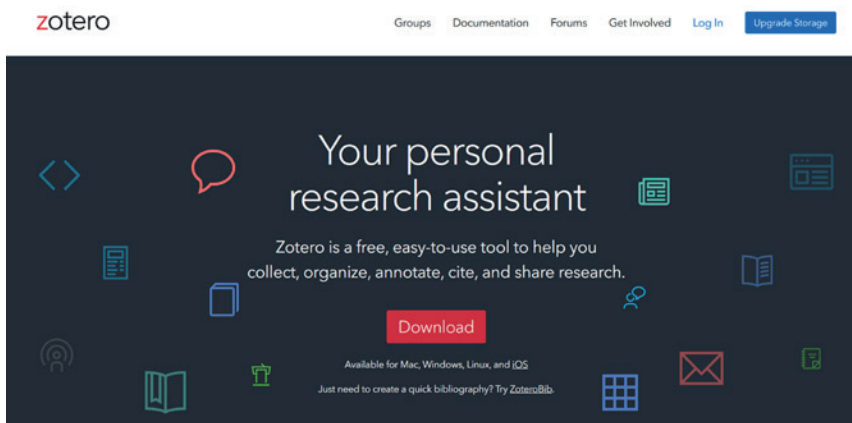 zotero
Groups Documentation Forums Get Involved Log In Upgrade Storage
Your personal
research assistant
Zotero is a free, easy-to-use tool to help you
collect, organize, annotate, cite, and share research.
Download
Available for Mac, Windows, Linux, and iOS
Just need to create a quick bibliography? Try ZoteroBib.